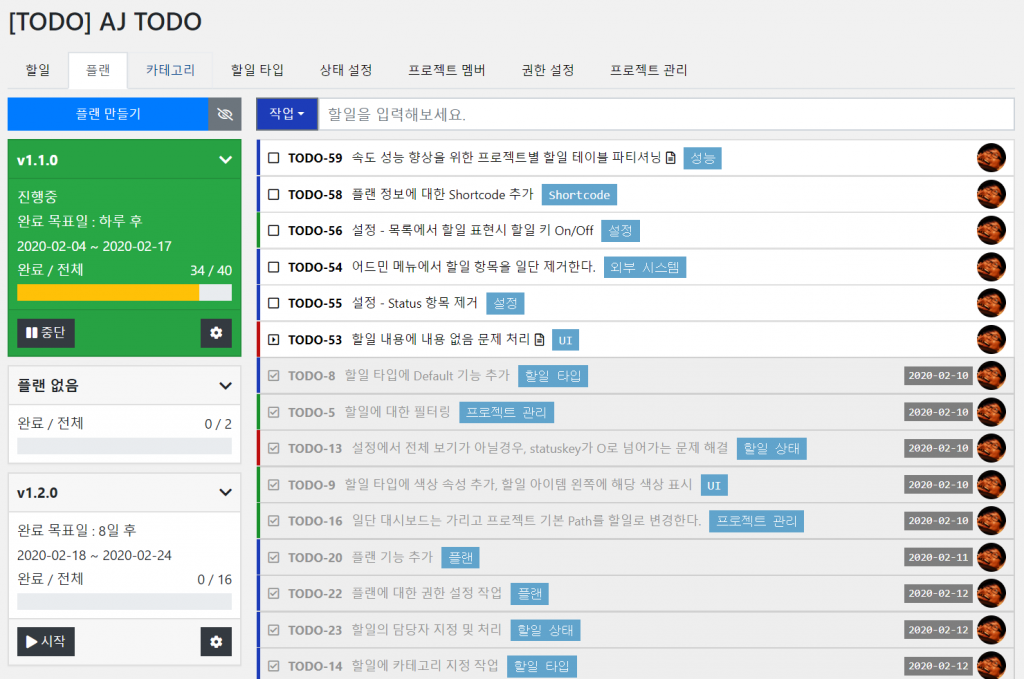 [TODO] AJ TODO
할일 플랜 카테고리 할일 타입 상태 설정 프로젝트 멤버 권한 설정 프로젝트 관리
플랜 만들기
v1.1.0
진행중
완료 목표일 : 하루 후
2020-02-04 ~ 2020-02-17
완료 / 전체 34 / 40
중단
플랜 없음
완료 / 전체 0 / 2
v1.2.0
완료 목표일 : 8일 후
2020-02-18 ~ 2020-02-24
완료 / 전체 0 / 16
시작
작업 할일을 입력해보세요.
TODO-59 속도 성능 향상을 위한 프로젝트별 할일 테이블 파티셔닝 성능
TODO-58 플랜 정보에 대한 Shortcode 추가 Shortcode
TODO-56 설정 - 목록에서 할일 표현시 할일 키 On/Off 설정
TODO-54 어드민 메뉴에서 할일 항목을 일단 제거한다. 외부 시스템
TODO-55 설정 - Status 항목 제거 설정
TODO-53 할일 내용에 내용 없음 문제 처리 UI
TODO-8 할일 타입에 Default 기능 추가 할일 타입 2020-02-10
TODO-5 할일에 대한 필터링 프로젝트 관리 2020-02-10
TODO-13 설정에서 전체 보기가 아닐경우, statuskey가 0로 넘어가는 문제 해결 할일 상태 2020-02-10
TODO-9 할일 타입에 색상 속성 추가, 할일 아이템 왼쪽에 해당 색상 표시 UI 2020-02-10
TODO-16 일단 대시보드는 가리고 프로젝트 기본 Path를 할일로 변경한다. 프로젝트 관리 2020-02-10
TODO-20 플랜 기능 추가 플랜 2020-02-11
TODO-22 플랜에 대한 권한 설정 작업 플랜 2020-02-12
TODO-23 할일의 담당자 지정 및 처리 할일 상태 2020-02-12
TODO-14 할일에 카테고리 지정 작업 할일 타입 2020-02-12